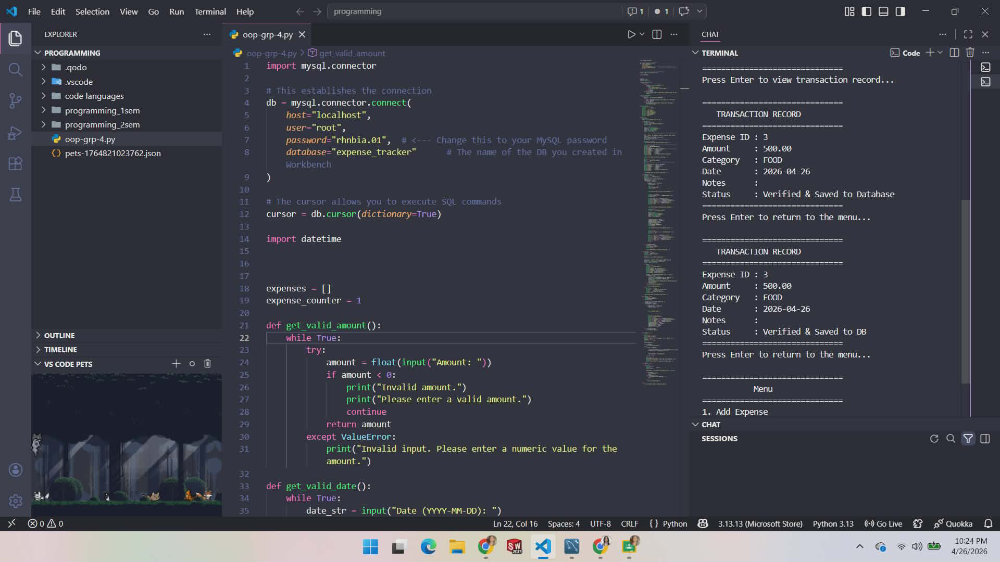 File Edit Selection View Go Run Terminal Help
programming
1
1
EXPLORER
PROGRAMMING
.qodo
.vscode
code languages
programming_1sem
programming_2sem
oop-grp-4.py
pets-1764821023762.json
OUTLINE
TIMELINE
VS CODE PETS
oop-grp-4.py
oop-grp-4.py > get_valid_amount
1 import mysql.connector
2
3 # This establishes the connection
4 db = mysql.connector.connect(
5 host="localhost",
6 user="root",
7 password="rhnbia.01", # <--- Change this to your MySQL password
8 database="expense_tracker" # The name of the DB you created in
Workbench
9 )
10
11 # The cursor allows you to execute SQL commands
12 cursor = db.cursor(dictionary=True)
13
14 import datetime
15
16
17
18 expenses = []
19 expense_counter = 1
20
21 def get_valid_amount():
22 while True:
23 try:
24 amount = float(input("Amount: "))
25 if amount < 0:
26 print("Invalid amount.")
27 print("Please enter a valid amount.")
28 continue
29 return amount
30 except ValueError:
31 print("Invalid input. Please enter a numeric value for the
amount.")
32
33 def get_valid_date():
34 while True:
35 date_str = input("Date (YYYY-MM-DD): ")
CHAT
TERMINAL
Code
==============================
Press Enter to view transaction record...
==============================
TRANSACTION RECORD
==============================
Expense ID : 3
Amount : 500.00
Category : FOOD
Date : 2026-04-26
Notes :
Status : Verified & Saved to Database
==============================
Press Enter to return to the menu...
==============================
TRANSACTION RECORD
==============================
Expense ID : 3
Amount : 500.00
Category : FOOD
Date : 2026-04-26
Notes :
Status : Verified & Saved to DB
==============================
Press Enter to return to the menu...
==============================
Menu
==============================
1. Add Expense
CHAT
SESSIONS
0 0
Ln 22, Col 16 Spaces: 4 UTF-8 CRLF { } Python 3.13.13 (Microsoft Store) Python 3.13 Go Live Quokka
SW
2023
10:24 PM
4/26/2026